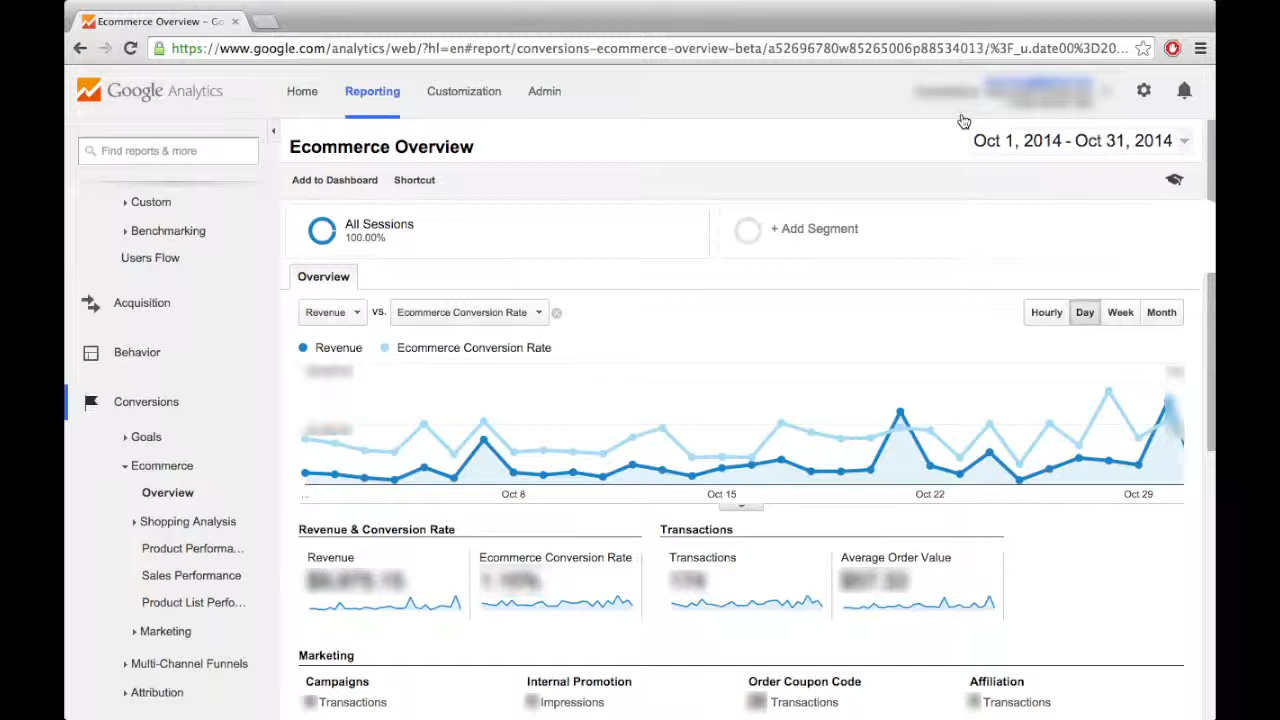 Ecommerce Overview – Go
https://www.google.com/analytics/web/?hl=en#report/conversions-ecommerce-overview-beta/a52696780w85265006p88534013/%3F_u.date00%3D20...
Google Analytics
Home
Reporting
Customization
Admin
Find reports & more
Ecommerce Overview
Oct 1, 2014 - Oct 31, 2014
Add to Dashboard
Shortcut
Custom
Benchmarking
Users Flow
Acquisition
Behavior
Conversions
Goals
Ecommerce
Overview
Shopping Analysis
Product Performa...
Sales Performance
Product List Perfo...
Marketing
Multi-Channel Funnels
Attribution
All Sessions
100.00%
+ Add Segment
Overview
Revenue
VS.
Ecommerce Conversion Rate
Hourly
Day
Week
Month
Revenue
Ecommerce Conversion Rate
...
Oct 8
Oct 15
Oct 22
Oct 29
Revenue & Conversion Rate
Transactions
Revenue
Ecommerce Conversion Rate
Transactions
Average Order Value
Marketing
Campaigns
Internal Promotion
Order Coupon Code
Affiliation
Transactions
Impressions
Transactions
Transactions